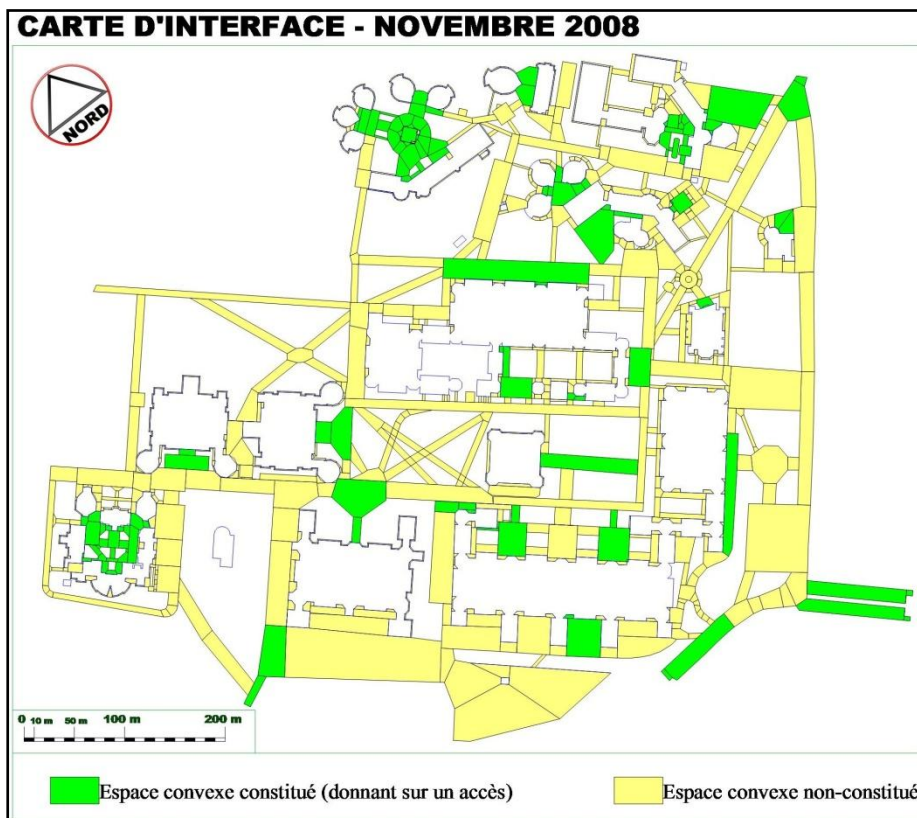 CARTE D'INTERFACE - NOVEMBRE 2008
NORD
0 10 m 50 m 100 m 200 m
Espace convexe constitué (donnant sur un accès)
Espace convexe non-constitué